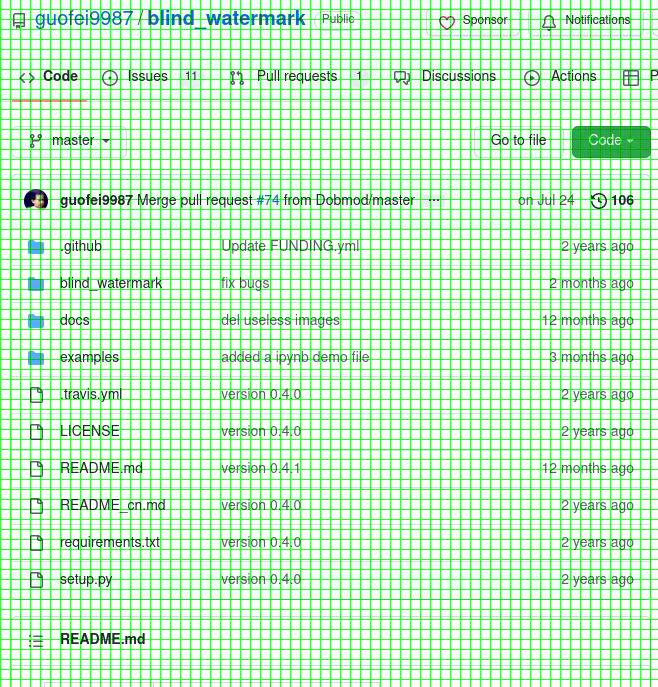 guofei9987 / blind_watermark Public Sponsor Notifications
Code Issues 11 Pull requests 1 Discussions Actions P
master Go to file Code
guofei9987 Merge pull request #74 from Dobmod/master ... on Jul 24 106
.github Update FUNDING.yml 2 years ago
blind_watermark fix bugs 2 months ago
docs del useless images 12 months ago
examples added a ipynb demo file 3 months ago
.travis.yml version 0.4.0 2 years ago
LICENSE version 0.4.0 2 years ago
README.md version 0.4.1 12 months ago
README_cn.md version 0.4.0 2 years ago
requirements.txt version 0.4.0 2 years ago
setup.py version 0.4.0 2 years ago
README.md